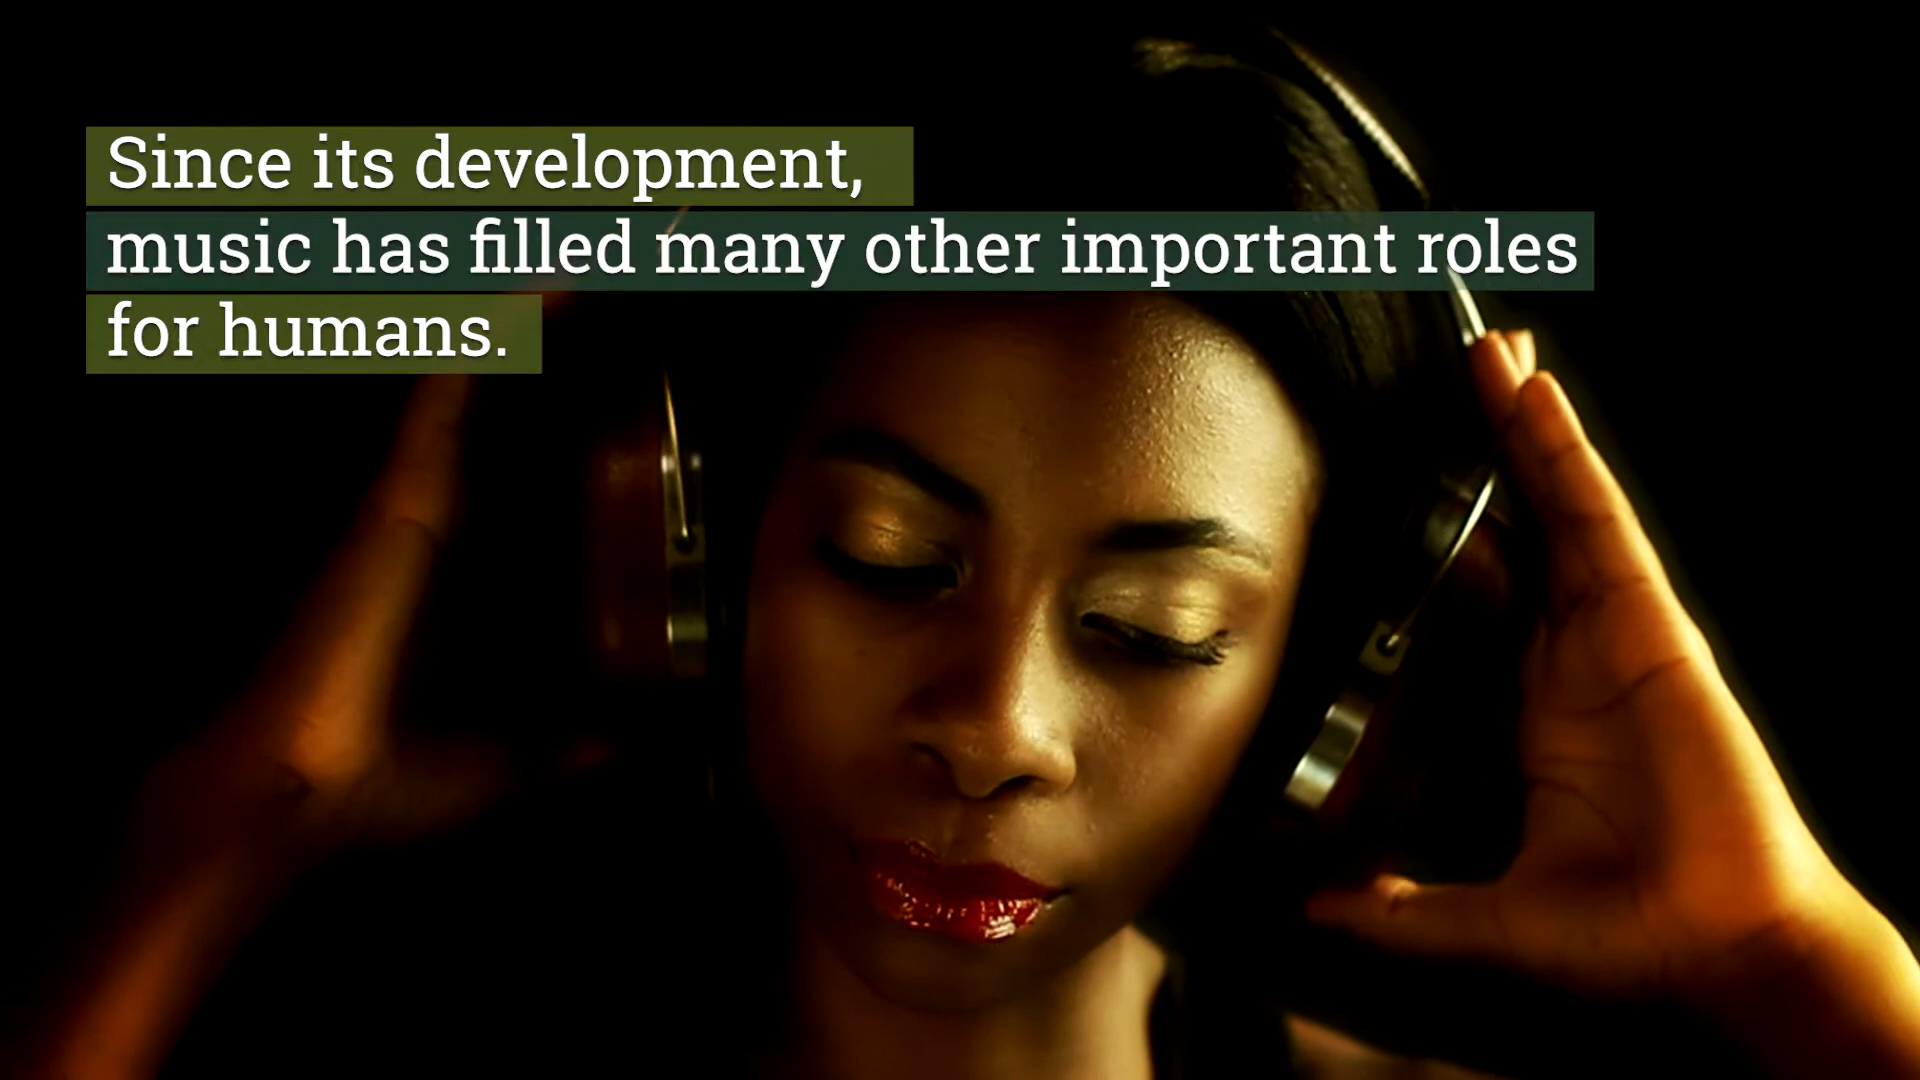 Since its development,
music has filled many other important roles
for humans.